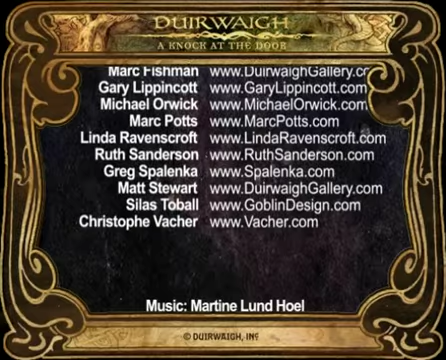 DUIRWAIGH
A KNOCK AT THE DOOR
Marc Fishman www.DuirwaighGallery.co
Gary Lippincott www.GaryLippincott.com
Michael Orwick www.MichaelOrwick.com
Marc Potts www.MarcPotts.com
Linda Ravenscroft www.LindaRavenscroft.com
Ruth Sanderson www.RuthSanderson.com
Greg Spalenka www.Spalenka.com
Matt Stewart www.DuirwaighGallery.com
Silas Toball www.GoblinDesign.com
Christophe Vacher www.Vacher.com
Music: Martine Lund Hoel
© DUIRWAIGH, INC